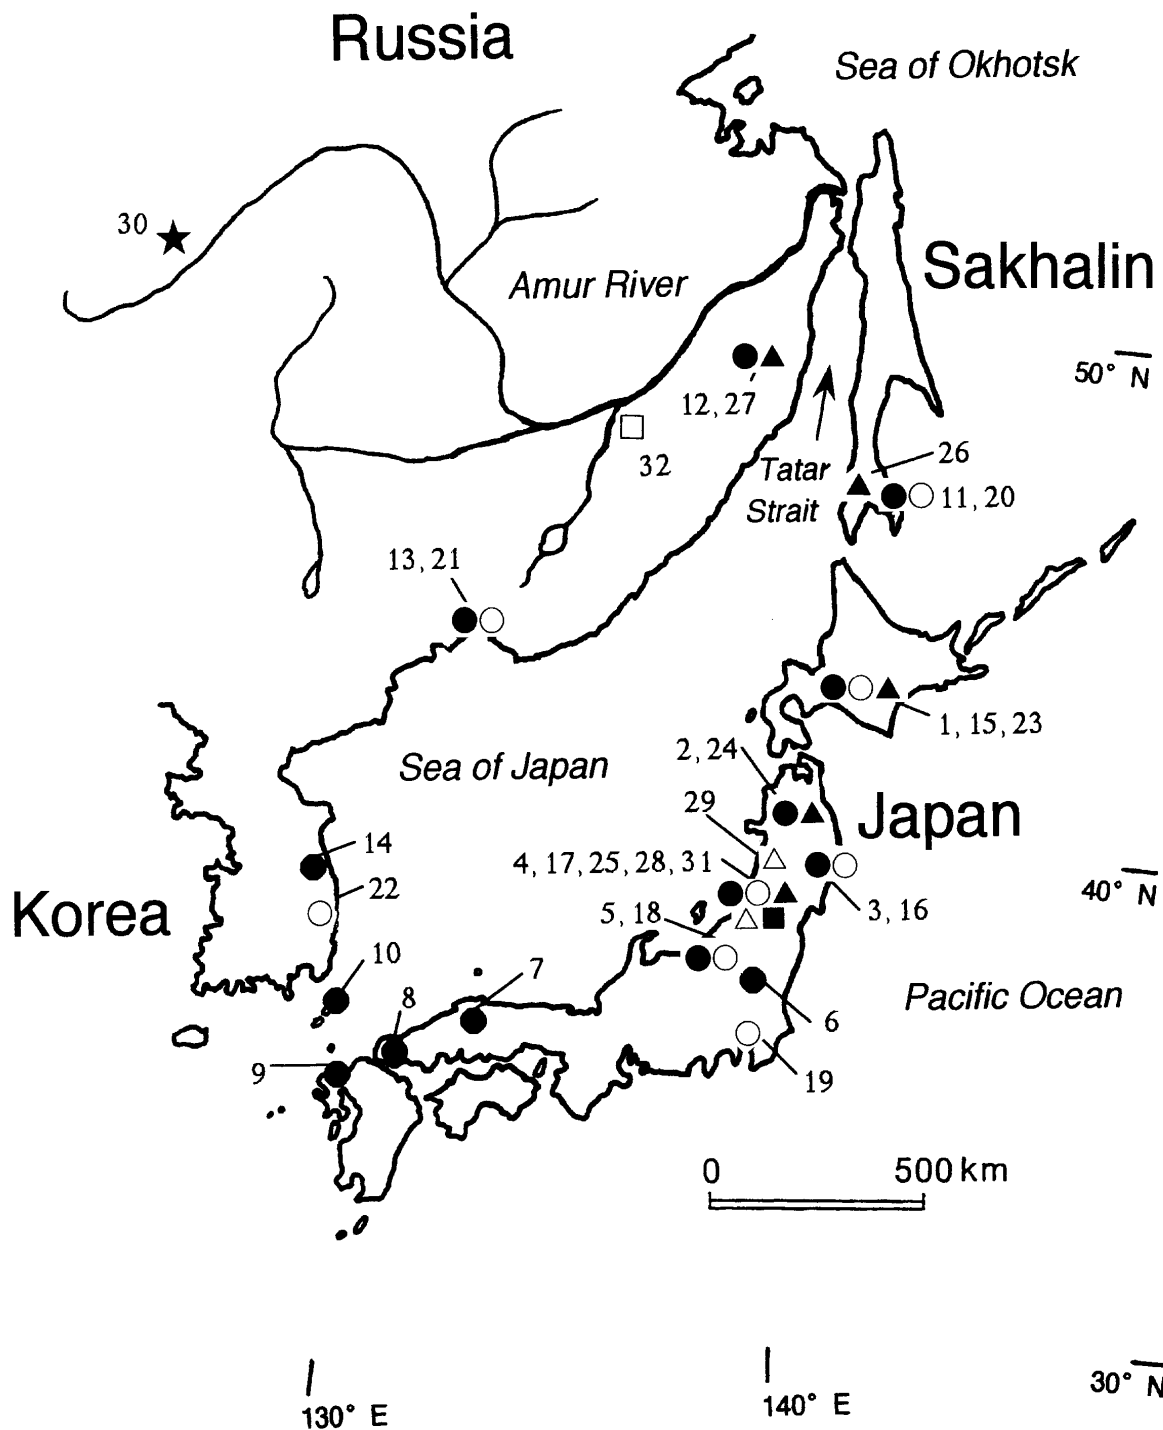 Russia
Sea of Okhotsk
30
Sakhalin
Amur River
50° N
12, 27
32
26
Tatar
Strait
11, 20
13, 21
1, 15, 23
2, 24
Sea of Japan
29
Japan
14
4, 17, 25, 28, 31
40° N
22
Korea
5, 18
3, 16
10
7
8
Pacific Ocean
6
9
19
0
500 km
30° N
130° E
140° E